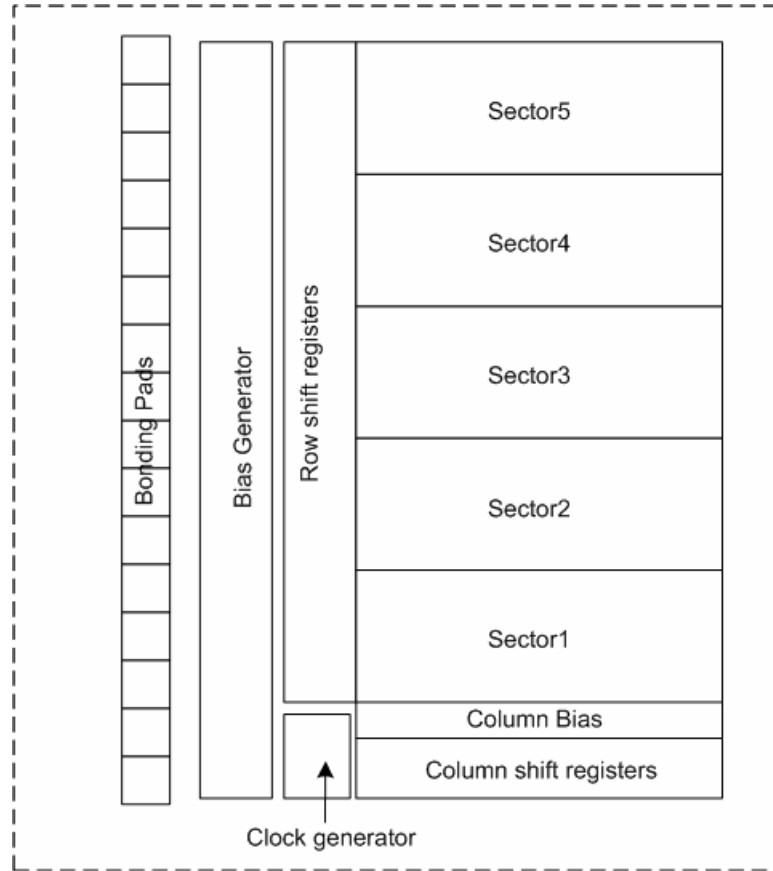 Bonding Pads
Bias Generator
Row shift registers
Sector5
Sector4
Sector3
Sector2
Sector1
Column Bias
Column shift registers
Clock generator